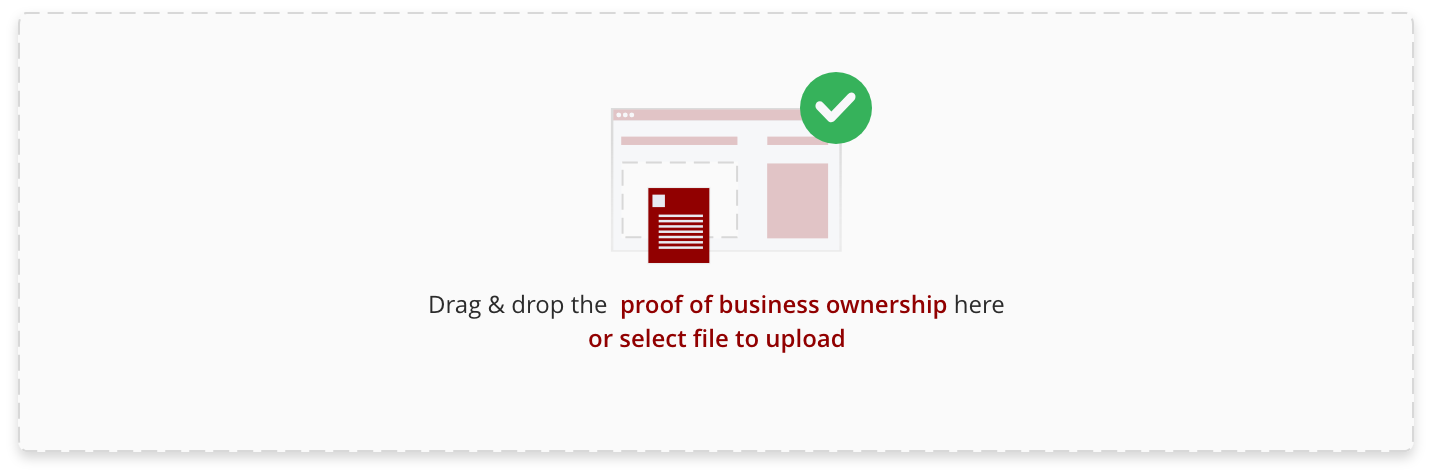 Drag & drop the proof of business ownership here
or select file to upload